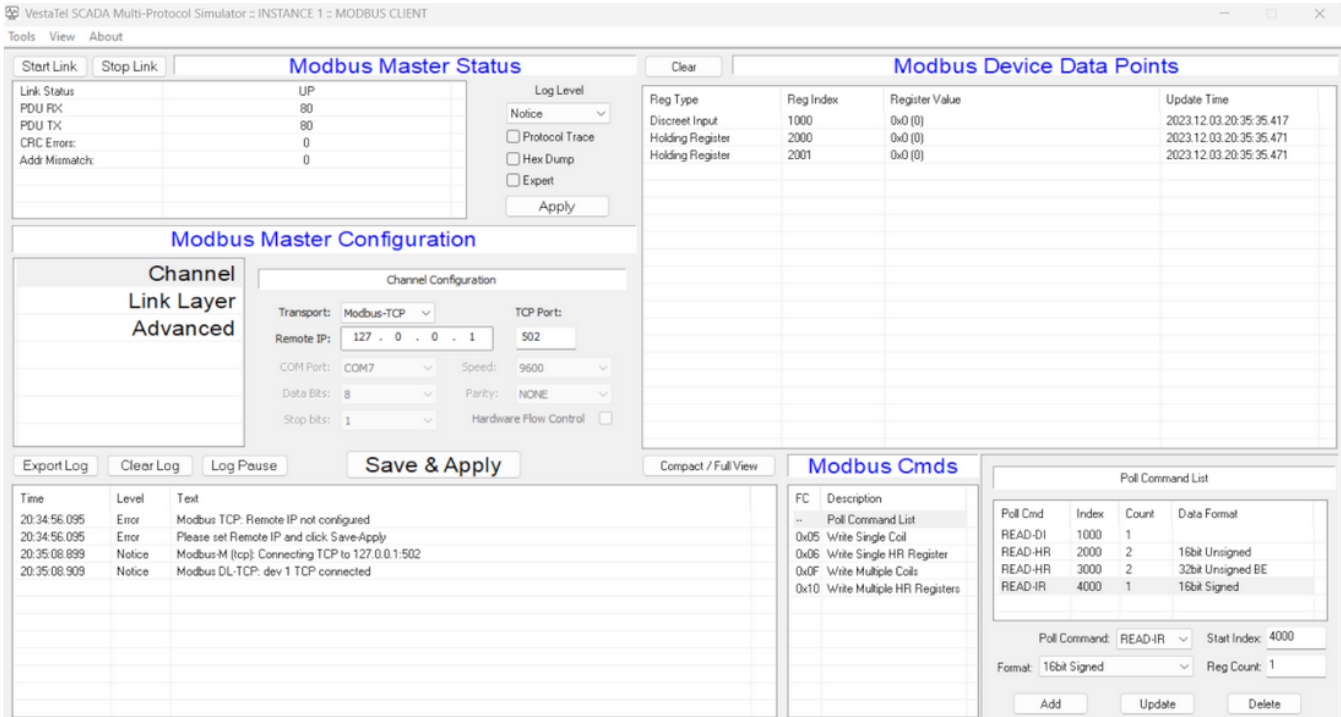 VestaTel SCADA Multi-Protocol Simulator :: INSTANCE 1 :: MODBUS CLIENT
Tools View About
Start Link Stop Link Modbus Master Status
Link Status UP
PDU RX 80
PDU TX 80
CRC Errors: 0
Addr Mismatch: 0
Log Level
Notice
Protocol Trace
Hex Dump
Expert
Apply
Clear Modbus Device Data Points
Reg Type Reg Index Register Value Update Time
Discreet Input 1000 0x0 (0) 2023.12.03.20:35:35.417
Holding Register 2000 0x0 (0) 2023.12.03.20:35:35.471
Holding Register 2001 0x0 (0) 2023.12.03.20:35:35.471
Modbus Master Configuration
Channel
Link Layer
Advanced
Channel Configuration
Transport: Modbus-TCP TCP Port:
Remote IP: 127 . 0 . 0 . 1 502
COM Port: COM7 Speed: 9600
Data Bits: 8 Parity: NONE
Stop bits: 1 Hardware Flow Control
Export Log Clear Log Log Pause Save & Apply Compact / Full View
Time Level Text
20:34:56.095 Error Modbus TCP: Remote IP not configured
20:34:56.095 Error Please set Remote IP and click Save-Apply
20:35:08.899 Notice Modbus-M (tcp): Connecting TCP to 127.0.0.1:502
20:35:08.909 Notice Modbus DL-TCP: dev 1 TCP connected
Modbus Cmds
FC Description
-- Poll Command List
0x05 Write Single Coil
0x06 Write Single HR Register
0x0F Write Multiple Coils
0x10 Write Multiple HR Registers
Poll Command List
Poll Cmd Index Count Data Format
READ-DI 1000 1
READ-HR 2000 2 16bit Unsigned
READ-HR 3000 2 32bit Unsigned BE
READ-IR 4000 1 16bit Signed
Poll Command: READ-IR Start Index: 4000
Format: 16bit Signed Reg Count: 1
Add Update Delete